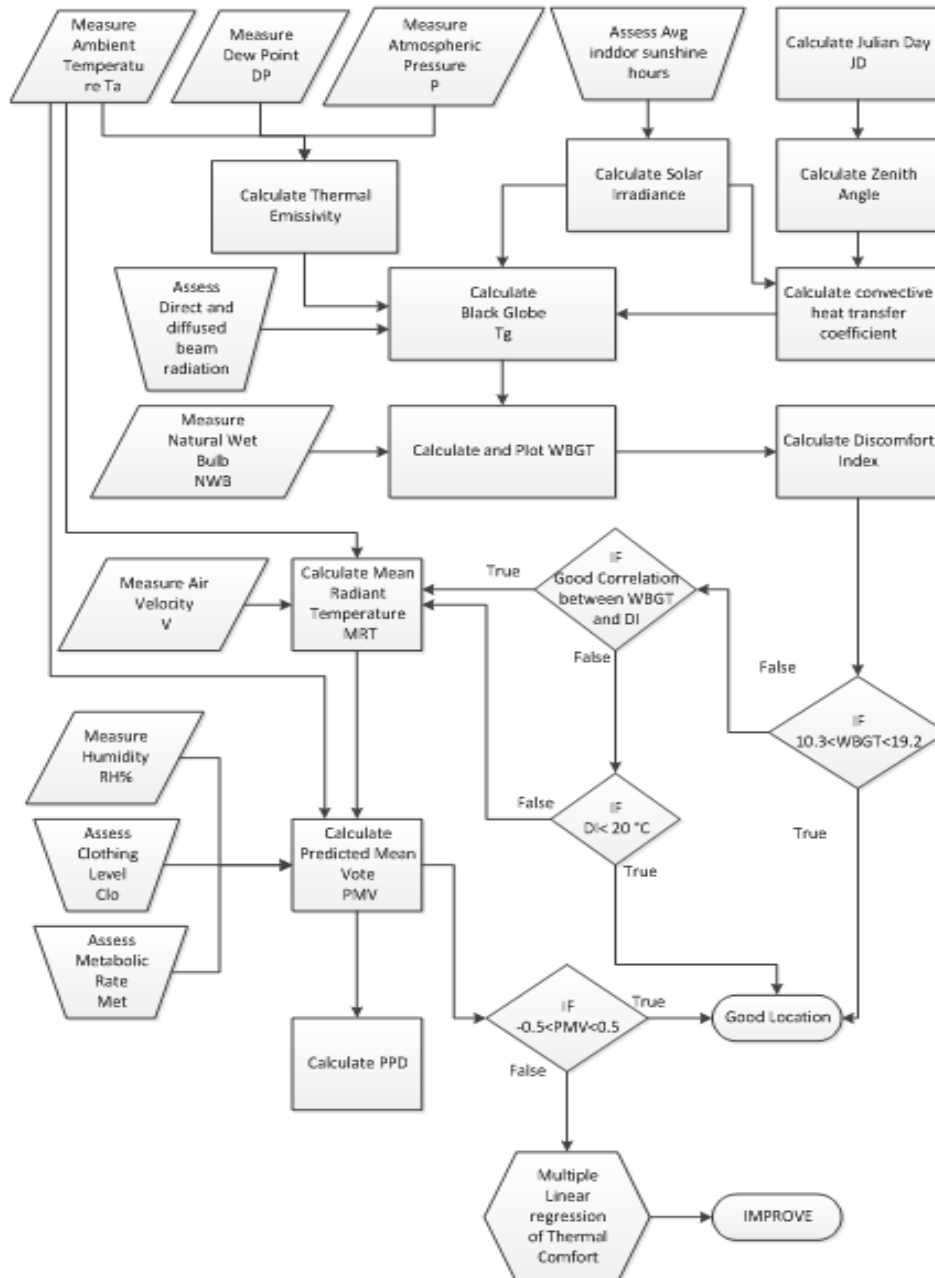 Measure
Ambient
Temperatu
re Ta
Measure
Dew Point
DP
Measure
Atmospheric
Pressure
P
Assess Avg
inddor sunshine
hours
Calculate Julian Day
JD
Calculate Thermal
Emissivity
Calculate Solar
Irradiance
Calculate Zenith
Angle
Assess
Direct and
diffused
beam
radiation
Calculate
Black Globe
Tg
Calculate convective
heat transfer
coefficient
Measure
Natural Wet
Bulb
NWB
Calculate and Plot WBGT
Calculate Discomfort
Index
Measure Air
Velocity
V
Calculate Mean
Radiant
Temperature
MRT
True
IF
Good Correlation
between WBGT
and DI
False
False
IF
10.3<WBGT<19.2
True
Measure
Humidity
RH%
Assess
Clothing
Level
Clo
Assess
Metabolic
Rate
Met
Calculate
Predicted Mean
Vote
PMV
False
IF
DI< 20 °C
True
Calculate PPD
IF
-0.5<PMV<0.5
True
False
Good Location
Multiple
Linear
regression
of Thermal
Comfort
IMPROVE